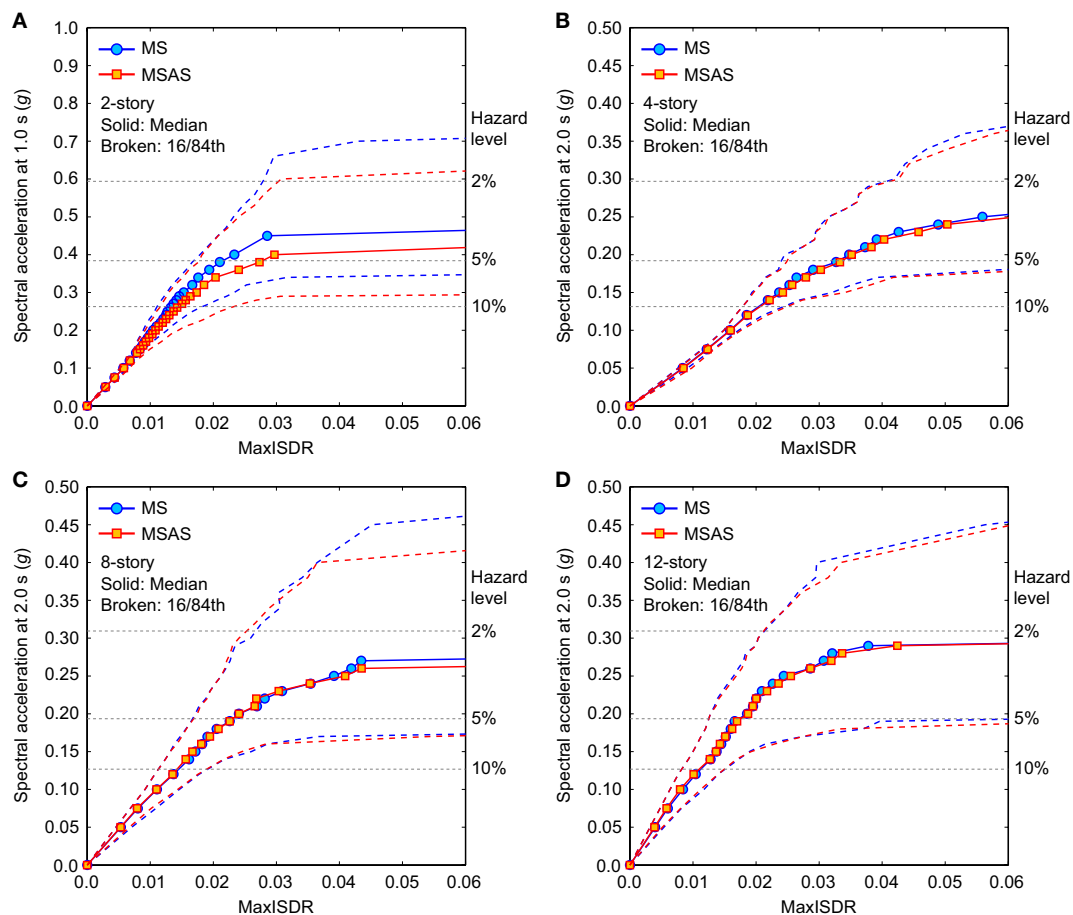 A
1.0
0.9
0.8
0.7
0.6
0.5
0.4
0.3
0.2
0.1
0.0
Spectral acceleration at 1.0 s (g)
MS
MSAS
2-story
Solid: Median
Broken: 16/84th
Hazard
level
2%
5%
10%
0.0 0.01 0.02 0.03 0.04 0.05 0.06
MaxISDR
B
0.50
0.35
0.40
0.35
0.30
0.25
0.20
0.15
0.10
0.05
0.0
Spectral acceleration at 2.0 s (g)
MS
MSAS
4-story
Solid: Median
Broken: 16/84th
Hazard
level
2%
5%
10%
0.0 0.01 0.02 0.03 0.04 0.05 0.06
MaxISDR
C
0.50
0.45
0.40
0.35
0.30
0.25
0.20
0.15
0.10
0.05
0.0
Spectral acceleration at 2.0 s (g)
MS
MSAS
8-story
Solid: Median
Broken: 16/84th
Hazard
level
2%
5%
10%
0.0 0.01 0.02 0.03 0.04 0.05 0.06
MaxISDR
D
0.50
0.45
0.40
0.35
0.30
0.25
0.20
0.15
0.10
0.05
0.0
Spectral acceleration at 2.0 s (g)
MS
MSAS
12-story
Solid: Median
Broken: 16/84th
Hazard
level
2%
5%
10%
0.0 0.01 0.02 0.03 0.04 0.05 0.06
MaxISDR